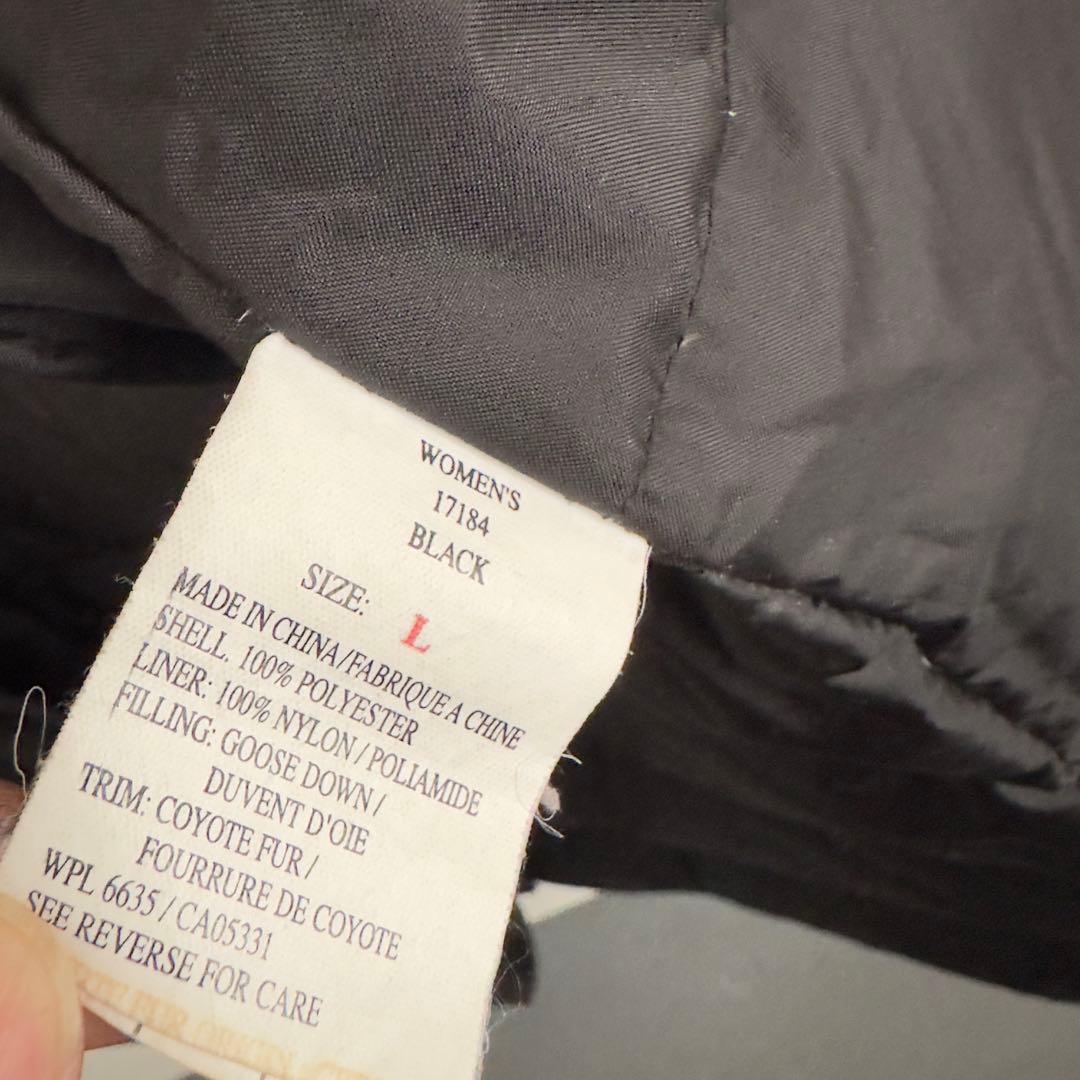 WOMEN'S
17184
BLACK
SIZE: L
MADE IN CHINA/FABRIQUE A CHINE
SHELL. 100% POLYESTER
LINER: 100% NYLON / POLIAMIDE
FILLING: GOOSE DOWN /
DUVENT D'OIE
TRIM: COYOTE FUR /
FOURRURE DE COYOTE
WPL 6635 / CA05331
SEE REVERSE FOR CARE